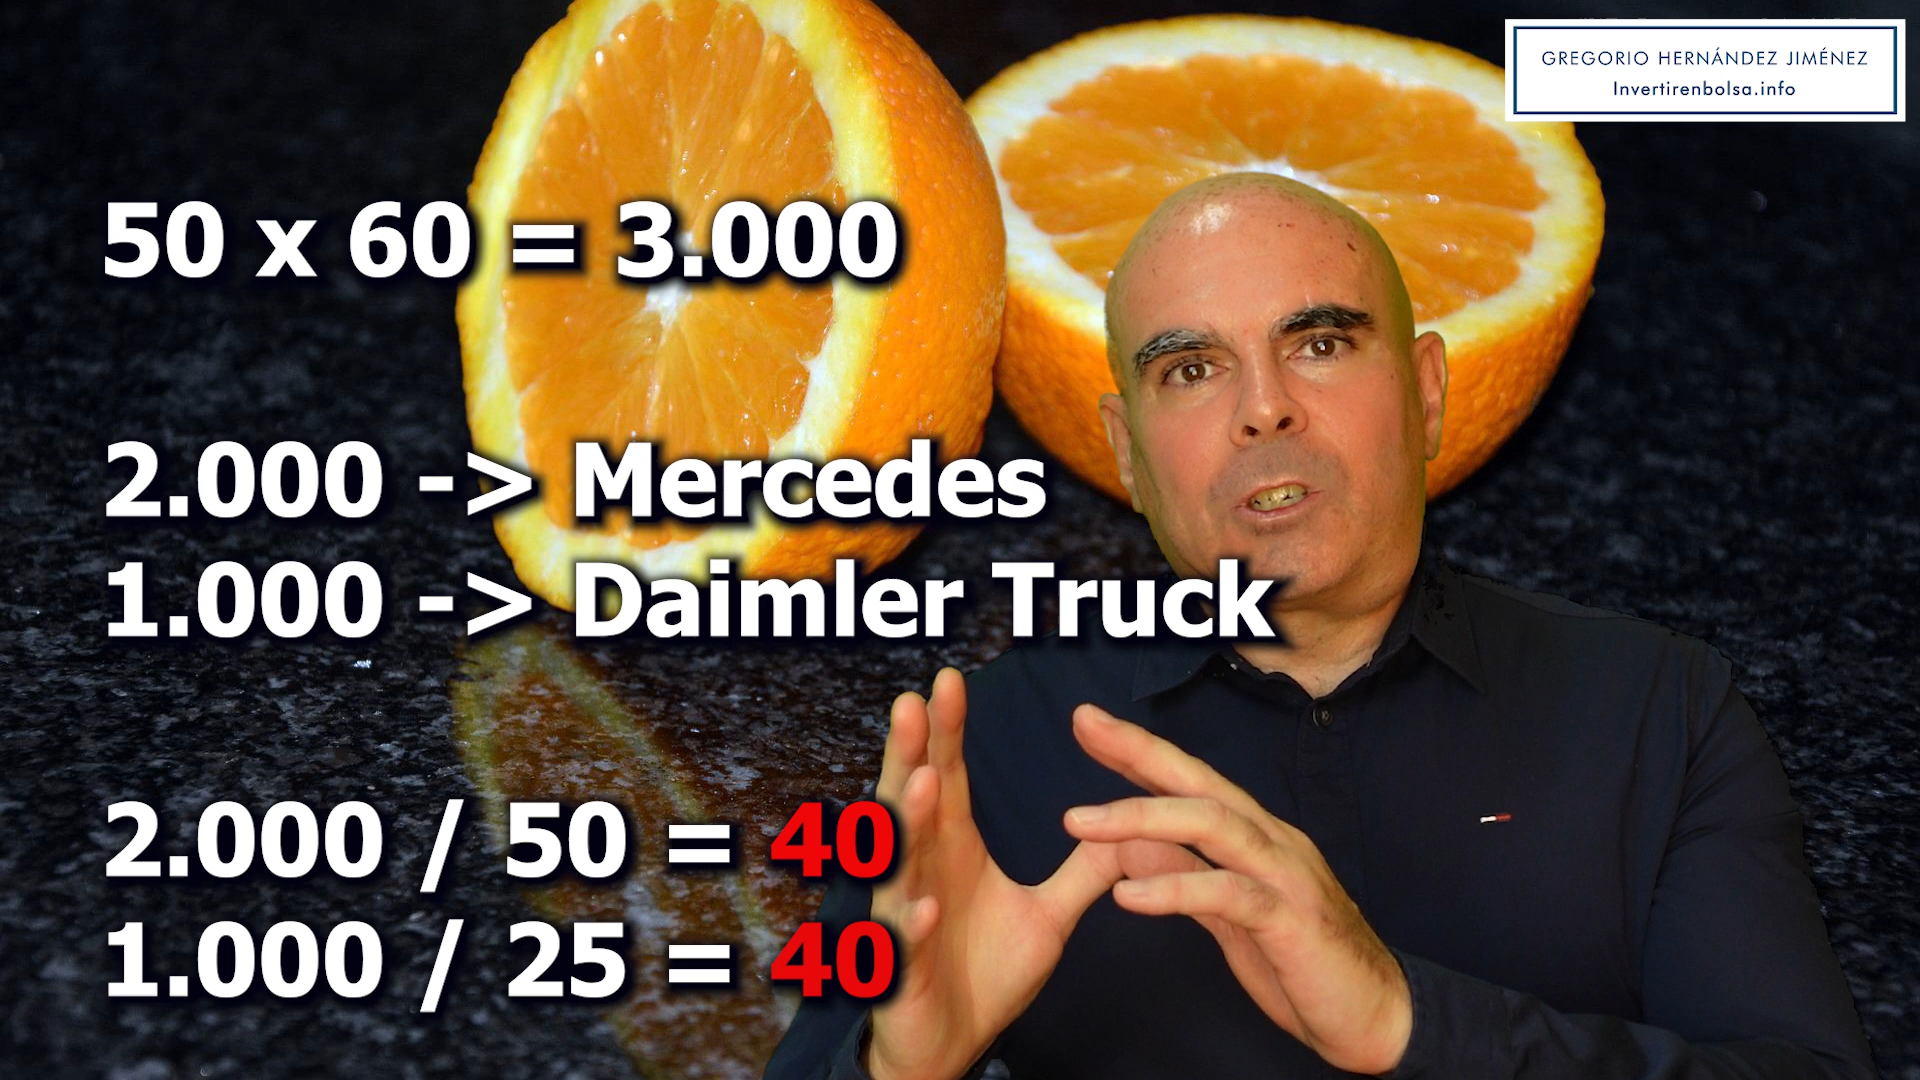 GREGORIO HERNÁNDEZ JIMÉNEZ
Invertirenbolsa.info
50 x 60 = 3.000
2.000 -> Mercedes
1.000 -> Daimler Truck
2.000 / 50 = 40
1.000 / 25 = 40